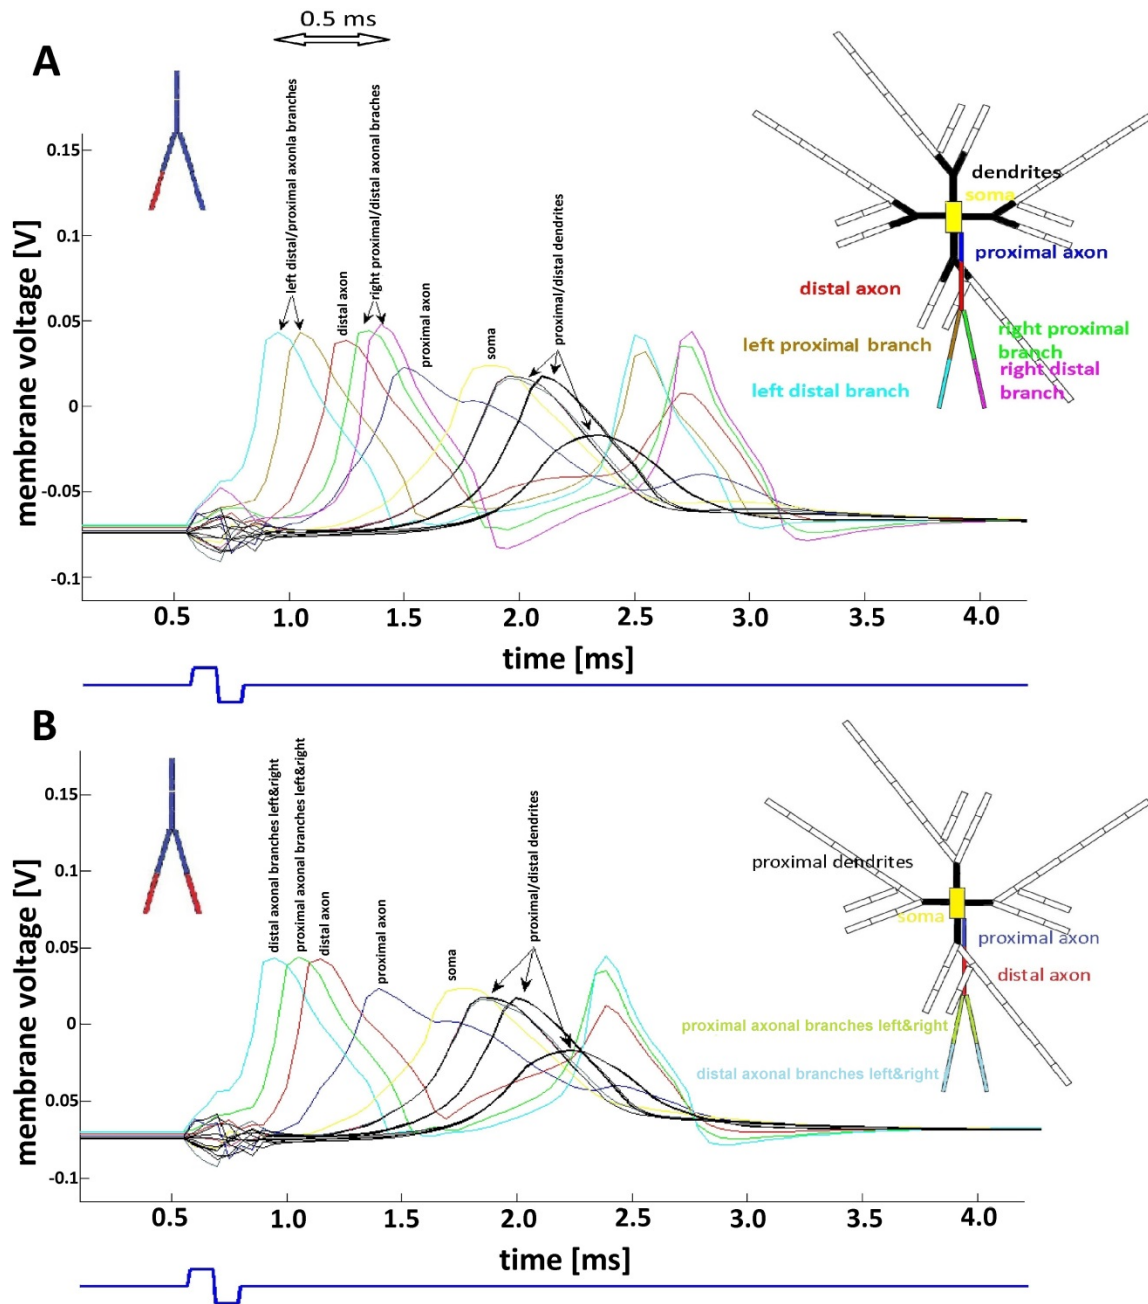 0.5 ms
A
left distal/proximal axonla branches
distal axon
right proximal/distal axonal braches
proximal axon
soma
proximal/distal dendrites
dendrites
soma
proximal axon
distal axon
left proximal branch
right proximal
branch
left distal branch
right distal
branch
membrane voltage [V]
0.15
0.1
0.05
0
-0.05
-0.1
0.5 1.0 1.5 2.0 2.5 3.0 3.5 4.0
time [ms]
B
distal axonal branches left&right
proximal axonal branches left&right
distal axon
proximal axon
soma
proximal/distal dendrites
proximal dendrites
soma
proximal axon
distal axon
proximal axonal branches left&right
distal axonal branches left&right
membrane voltage [V]
0.15
0.1
0.05
0
0.05
-0.1
0.5 1.0 1.5 2.0 2.5 3.0 3.5 4.0
time [ms]